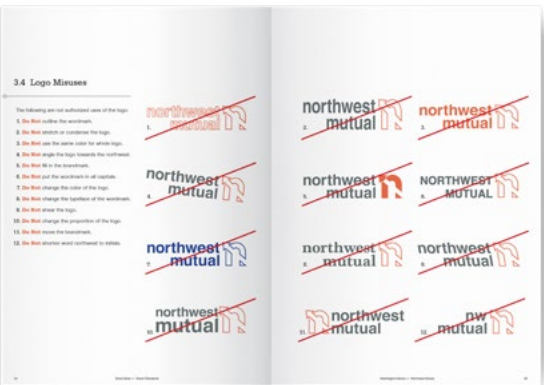 3.4 Logo Misuses
The following are not authorized uses of the logo:
1. Do Not outline the wordmark.
2. Do Not stretch or condense the logo.
3. Do Not use the same color for whole logo.
4. Do Not angle the logo towards the northwest.
5. Do Not fill in the brandmark.
6. Do Not put the wordmark in all capitals.
7. Do Not change the color of the logo.
8. Do Not change the typeface of the wordmark.
9. Do Not shear the logo.
10. Do Not change the proportion of the logo.
11. Do Not move the brandmark.
12. Do Not shorten word northwest to initials.
northwest
mutual
1.
northwest
mutual
4.
northwest
mutual
7.
northwest
mutual
10.
northwest
mutual
2.
northwest
mutual
3.
northwest
mutual
5.
NORTHWEST
MUTUAL
6.
northwest
mutual
8.
northwest
mutual
9.
northwest
mutual
11.
nw
mutual
12.